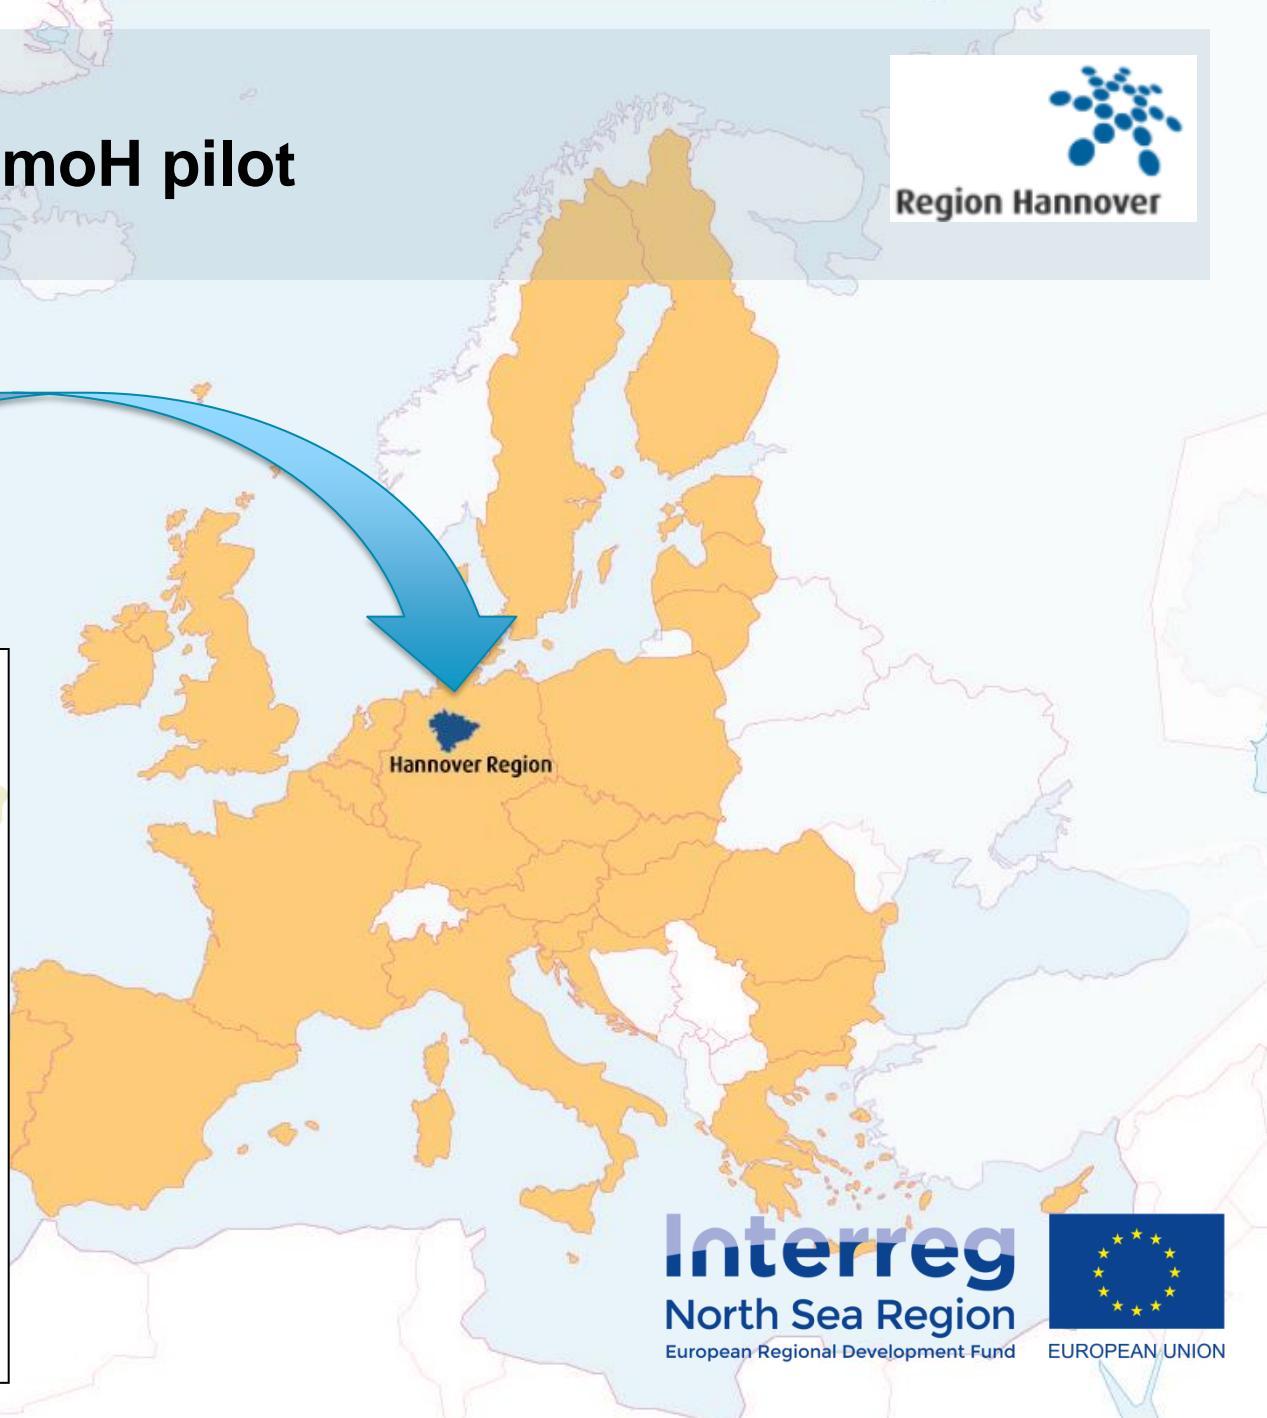 moH pilot
Region Hannover
Hannover Region
Interreg
North Sea Region
European Regional Development Fund
EUROPEAN UNION